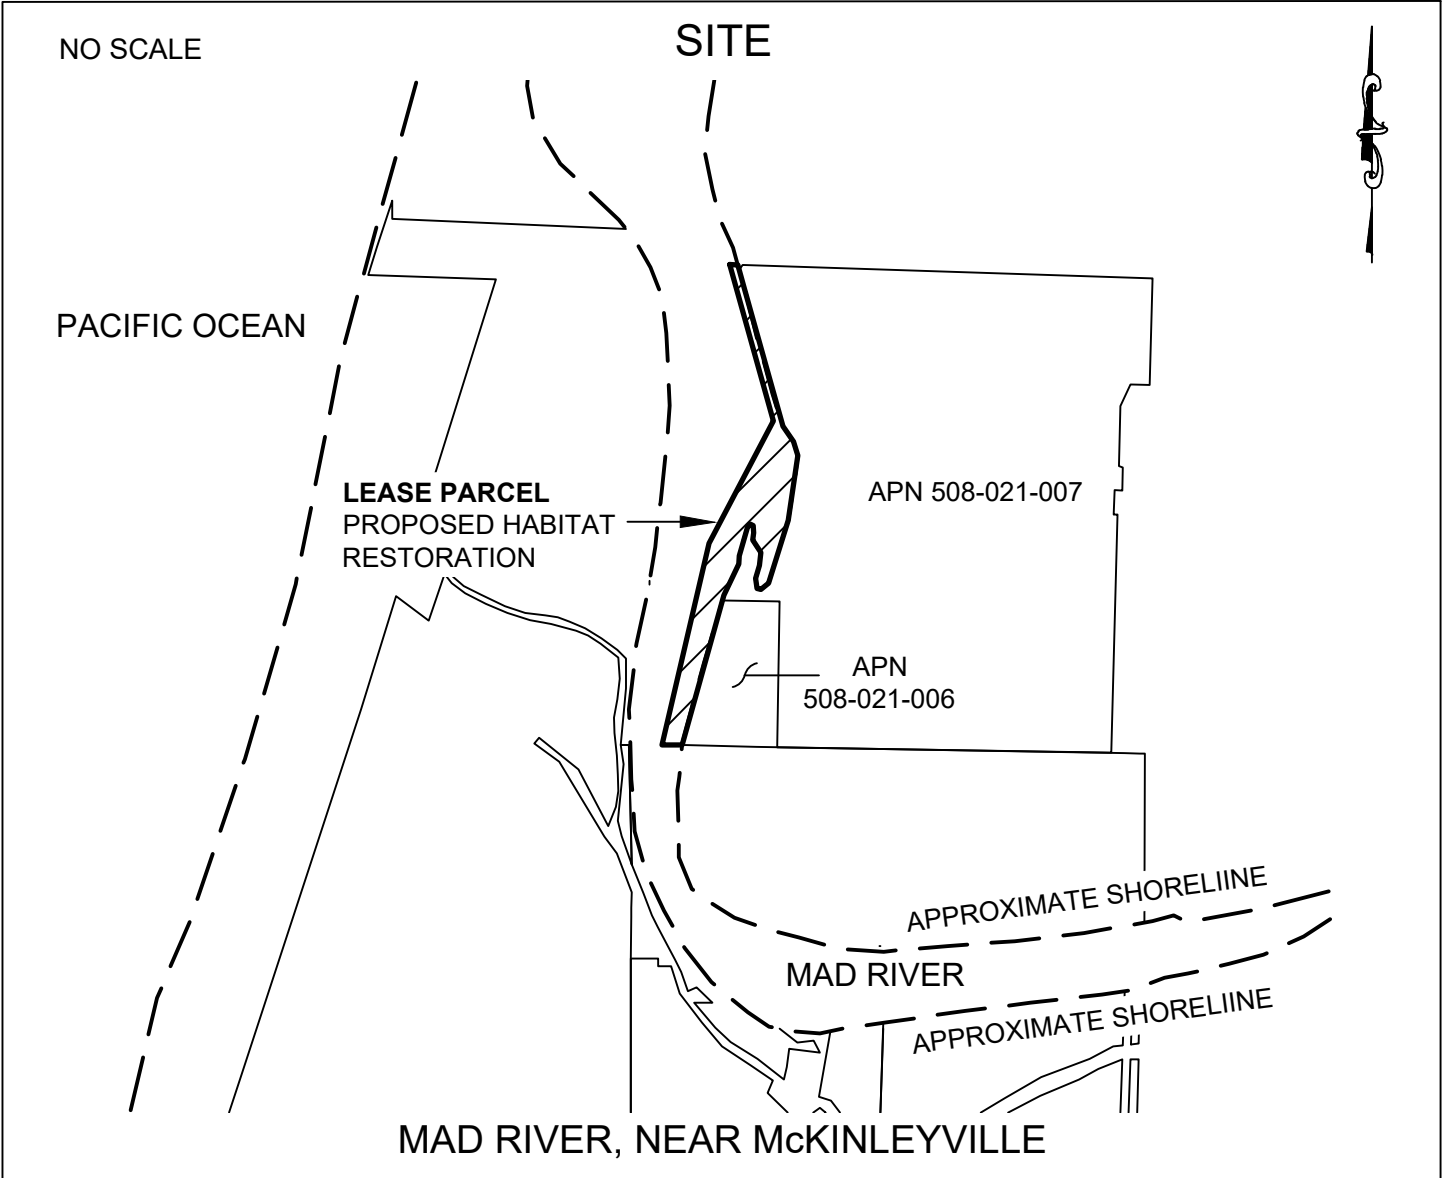 NO SCALE
SITE
PACIFIC OCEAN
LEASE PARCEL
PROPOSED HABITAT
RESTORATION
APN 508-021-007
APN
508-021-006
APPROXIMATE SHORELIINE
MAD RIVER
APPROXIMATE SHORELIINE
MAD RIVER, NEAR McKINLEYVILLE